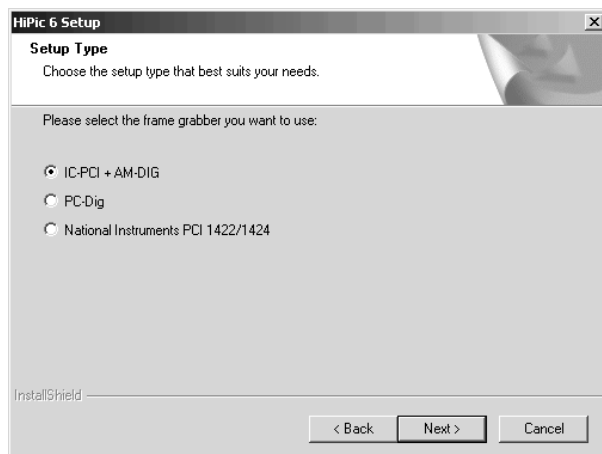 HiPic 6 Setup
Setup Type
Choose the setup type that best suits your needs.
Please select the frame grabber you want to use:
IC-PCI + AM-DIG
PC-Dig
National Instruments PCI 1422/1424
InstallShield
< Back Next > Cancel